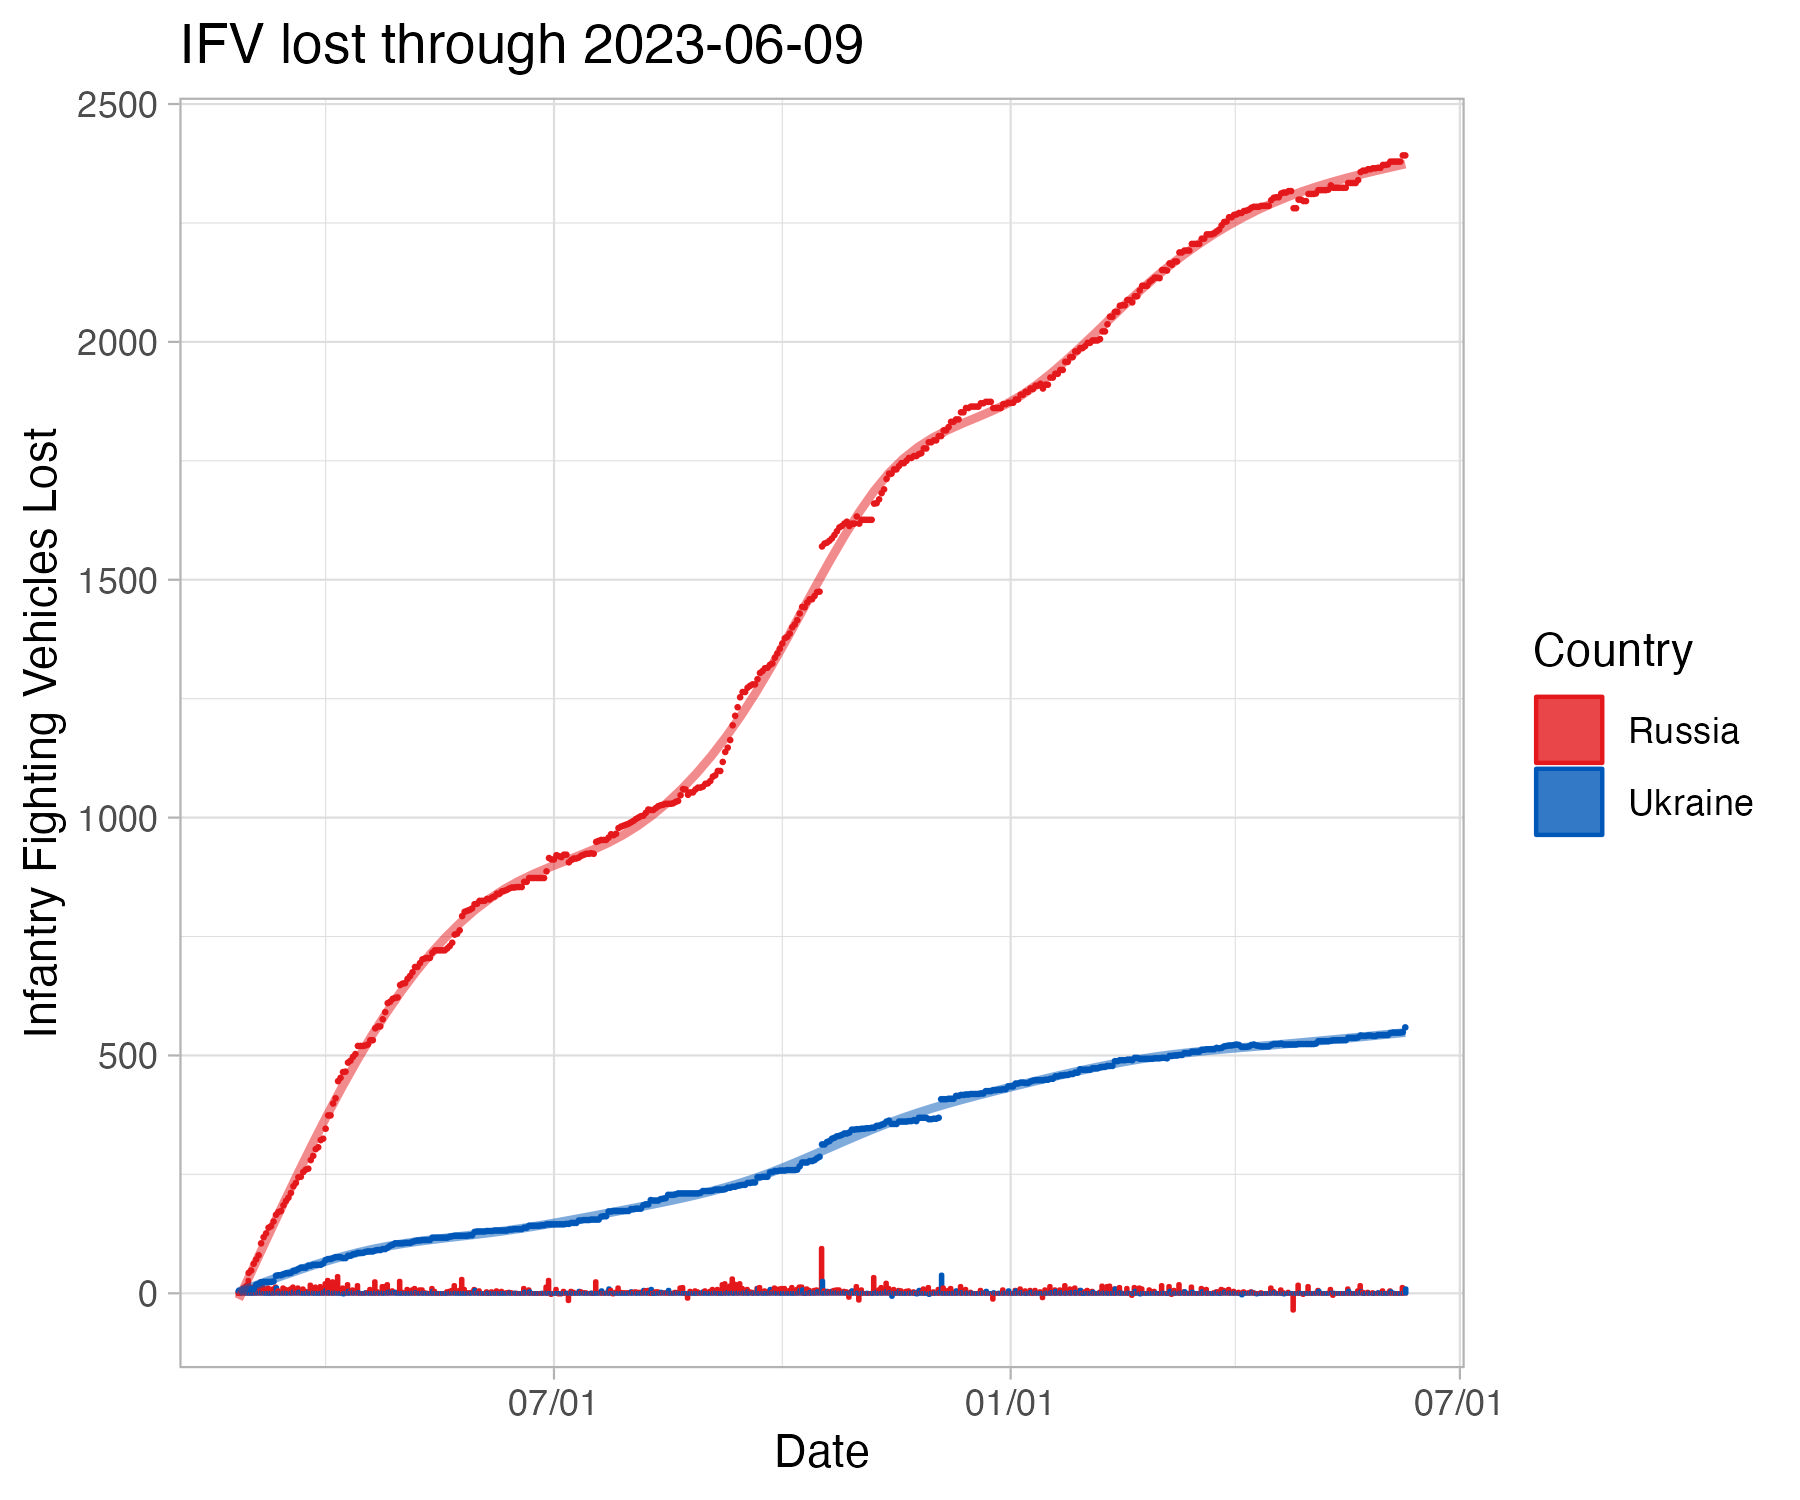 IFV lost through 2023-06-09
2500
2000
1500
1000
500
0
Infantry Fighting Vehicles Lost
07/01
01/01
07/01
Date
Country
Russia
Ukraine